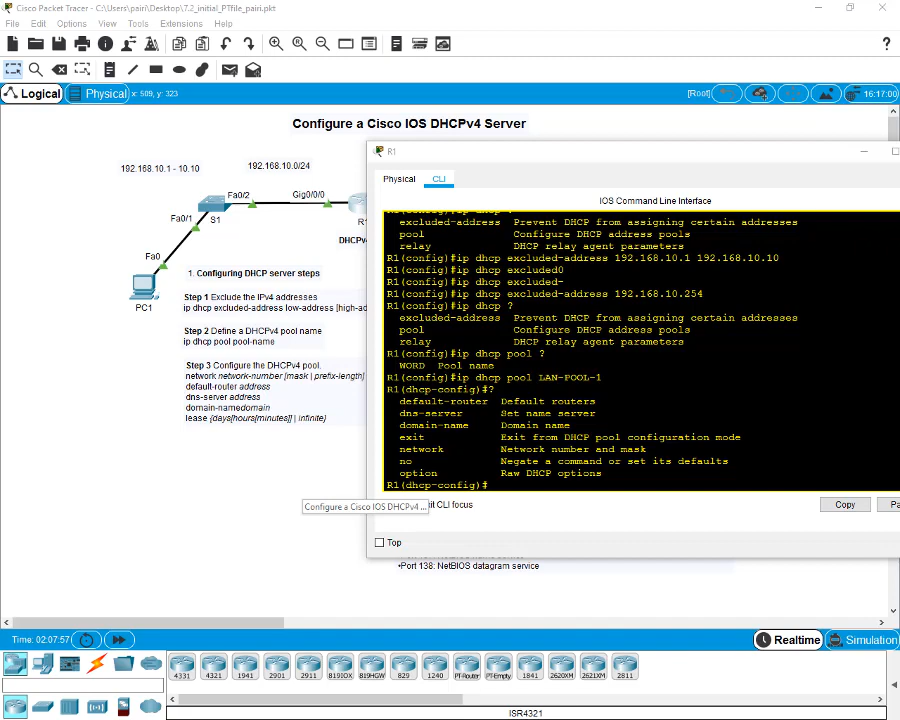 Cisco Packet Tracer - C:\Users\pairi\Desktop\7.2_initial_PTfile_pairi.pkt
File Edit Options View Tools Extensions Help
Logical Physical x: 509, y: 323 [Root] 16:17:00
Configure a Cisco IOS DHCPv4 Server
192.168.10.1 - 10.10
192.168.10.0/24
Fa0/2
Gig0/0/0
S1
Fa0/1
Fa0
PC1
1. Configuring DHCP server steps
Step 1 Exclude the IPv4 addresses
ip dhcp excluded-address low-address [high-ad
Step 2 Define a DHCPv4 pool name
ip dhcp pool pool-name
Step 3 Configure the DHCPv4 pool.
network network-number [mask | prefix-length]
default-router address
dns-server address
domain-namedomain
lease {days[hours[minutes]] | infinite}
Configure a Cisco IOS DHCPv4 ...
R1
Physical CLI
IOS Command Line Interface
R1(config)#ip dhcp ?
excluded-address Prevent DHCP from assigning certain addresses
pool Configure DHCP address pools
relay DHCP relay agent parameters
R1(config)#ip dhcp excluded-address 192.168.10.1 192.168.10.10
R1(config)#ip dhcp excluded0
R1(config)#ip dhcp excluded-
R1(config)#ip dhcp excluded-address 192.168.10.254
R1(config)#ip dhcp ?
excluded-address Prevent DHCP from assigning certain addresses
pool Configure DHCP address pools
relay DHCP relay agent parameters
R1(config)#ip dhcp pool ?
WORD Pool name
R1(config)#ip dhcp pool LAN-POOL-1
R1(dhcp-config)#?
default-router Default routers
dns-server Set name server
domain-name Domain name
exit Exit from DHCP pool configuration mode
network Network number and mask
no Negate a command or set its defaults
option Raw DHCP options
R1(dhcp-config)#
it CLI focus
Copy
Pa
Top
•Port 138: NetBIOS datagram service
Time: 02:07:57
Realtime Simulation
4331 4321 1941 2901 2911 819IOX 819HGW 829 1240 PT-Router PT-Empty 1841 2620XM 2621XM 2811
ISR4321